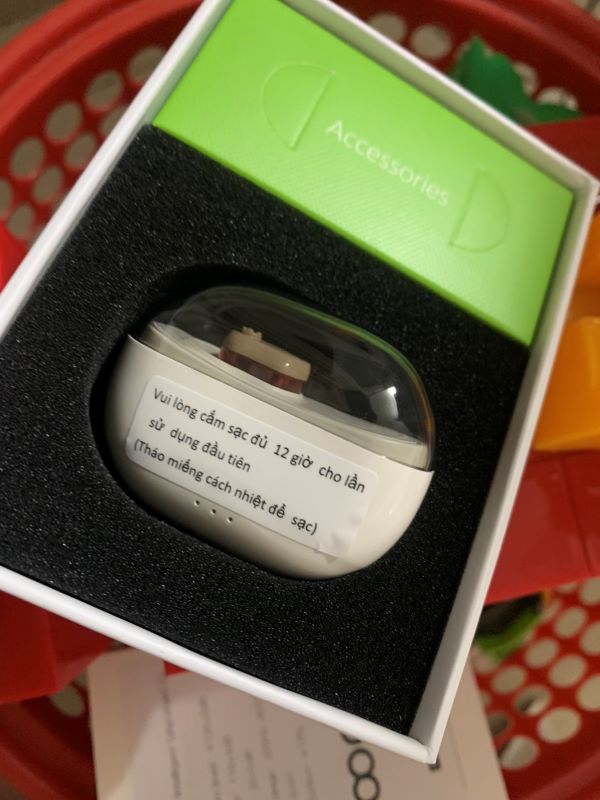 Accessories
Vui lòng cắm sạc đủ 12 giờ cho lần
sử dụng đầu tiên
(Tháo miếng cách nhiệt để sạc)